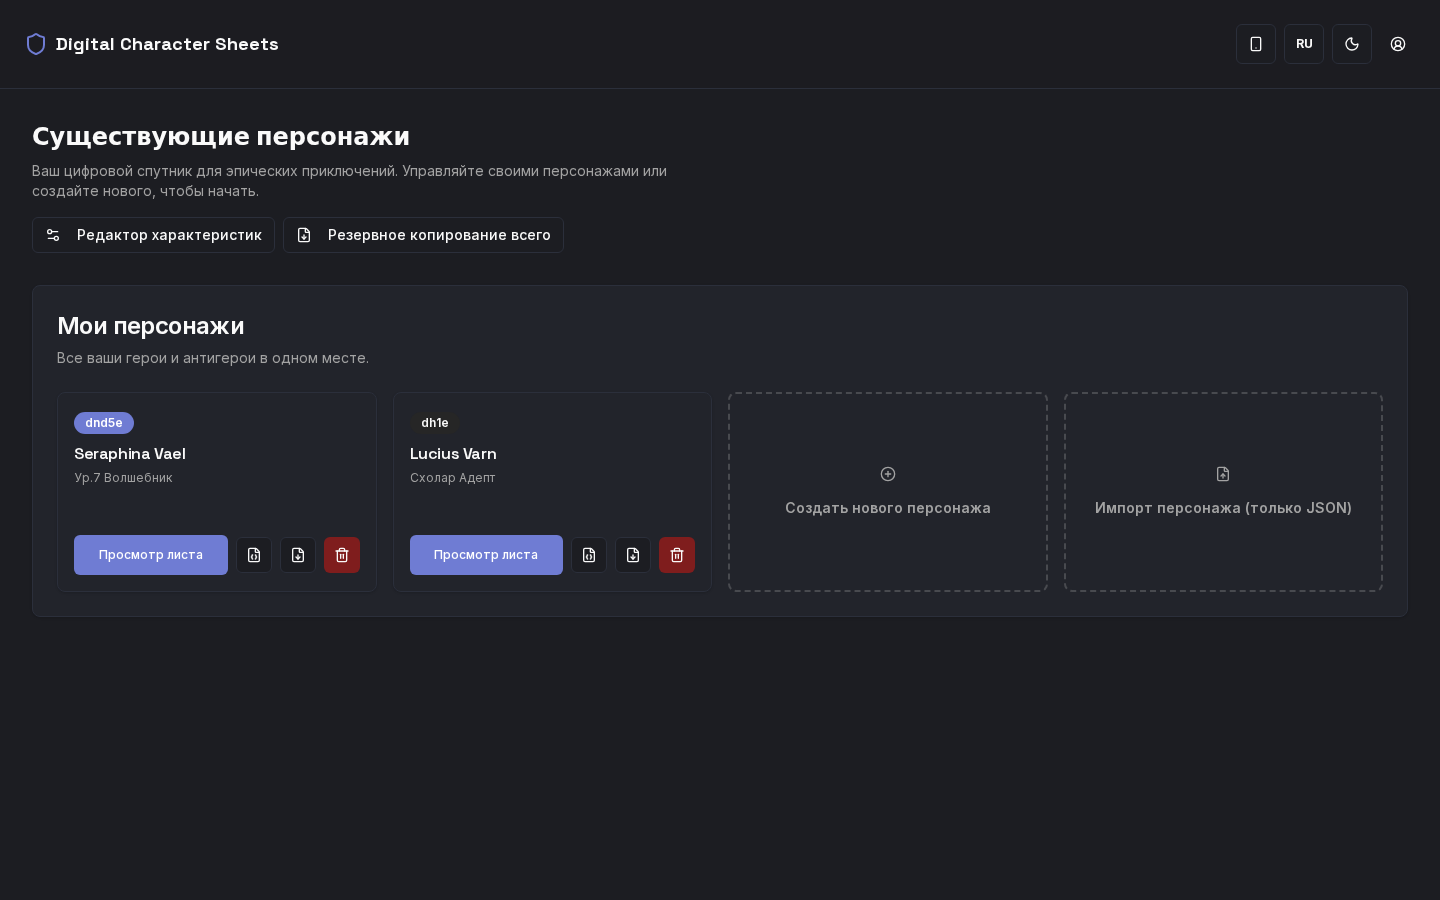 Digital Character Sheets
RU
Существующие персонажи
Ваш цифровой спутник для эпических приключений. Управляйте своими персонажами или
создайте нового, чтобы начать.
Редактор характеристик
Резервное копирование всего
Мои персонажи
Все ваши герои и антигерои в одном месте.
dnd5e
Seraphina Vael
Ур.7 Волшебник
Просмотр листа
dh1e
Lucius Varn
Схолар Адепт
Просмотр листа
Создать нового персонажа
Импорт персонажа (только JSON)